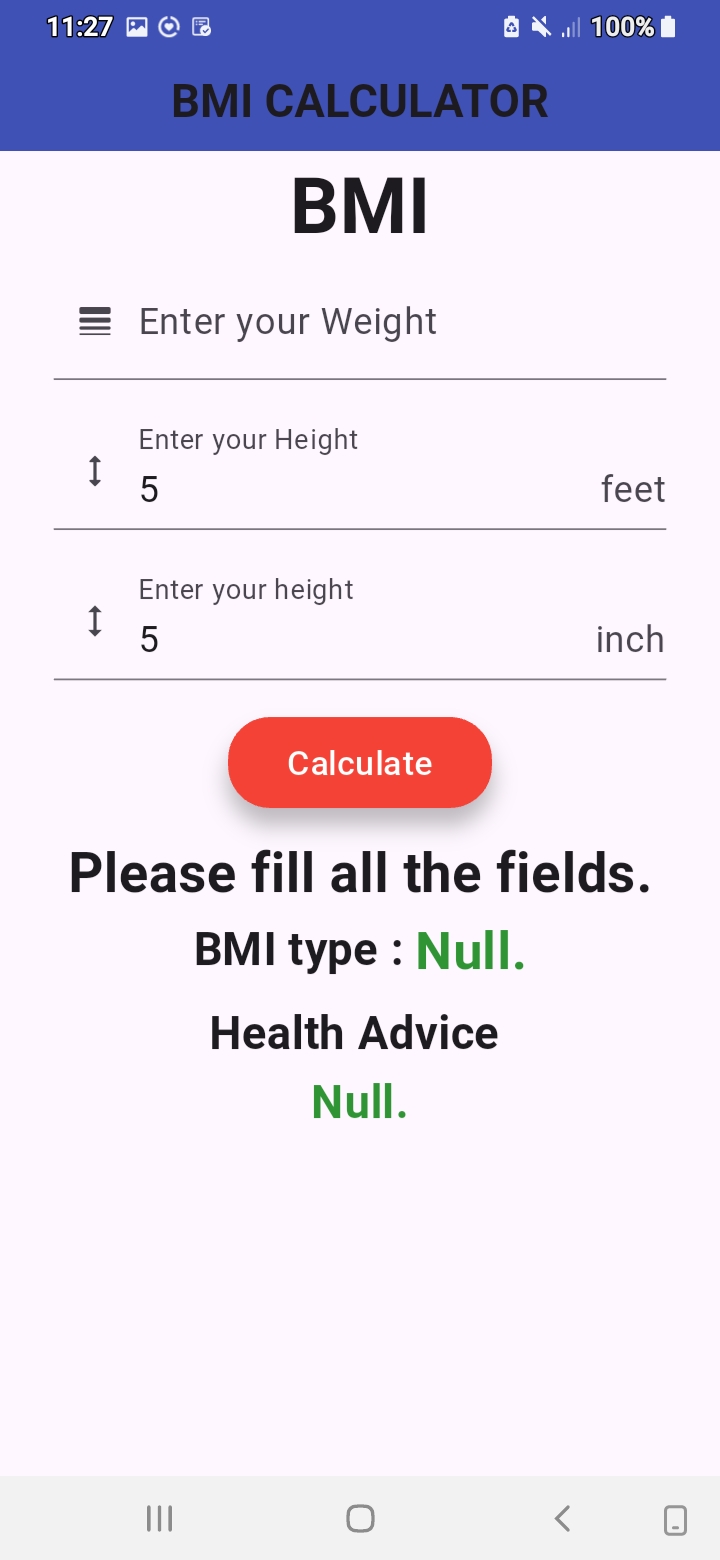 11:27 100%
BMI CALCULATOR
BMI
Enter your Weight
Enter your Height
5 feet
Enter your height
5 inch
Calculate
Please fill all the fields.
BMI type : Null.
Health Advice
Null.